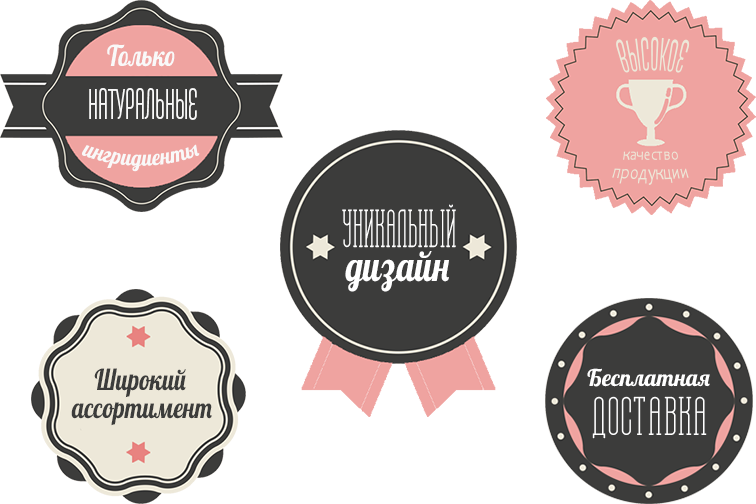 Только
НАТУРАЛЬНЫЕ
ингридиенты
ВЫСОКОЕ
качество
продукции
УНИКАЛЬНЫЙ
дизайн
Широкий
ассортимент
Бесплатная
ДОСТАВКА